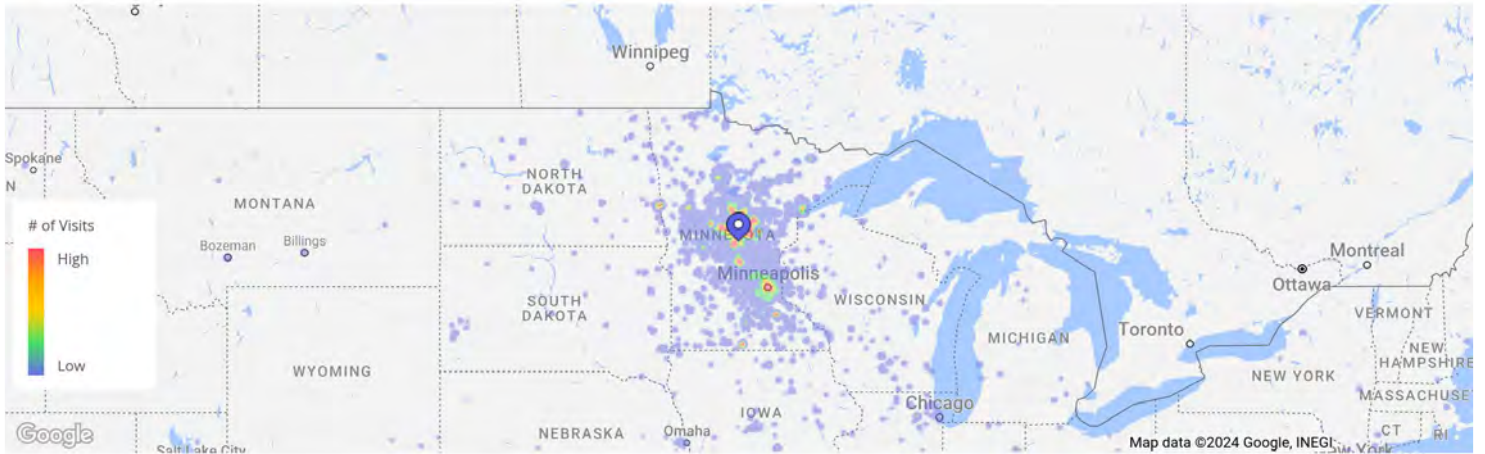 Winnipeg
Spokane
N
NORTH
DAKOTA
MONTANA
# of Visits
High
Low
Bozeman
Billings
MINNESOTA
Minneapolis
SOUTH
DAKOTA
WISCONSIN
MICHIGAN
Montreal
Ottawa
Toronto
VERMONT
NEW
HAMPSHIRE
NEW YORK
MASSACHUSE
WYOMING
Chicago
IOWA
NEBRASKA
Omaha
CT
RI
New York
Salt Lake City
Google
Map data ©2024 Google, INEGI